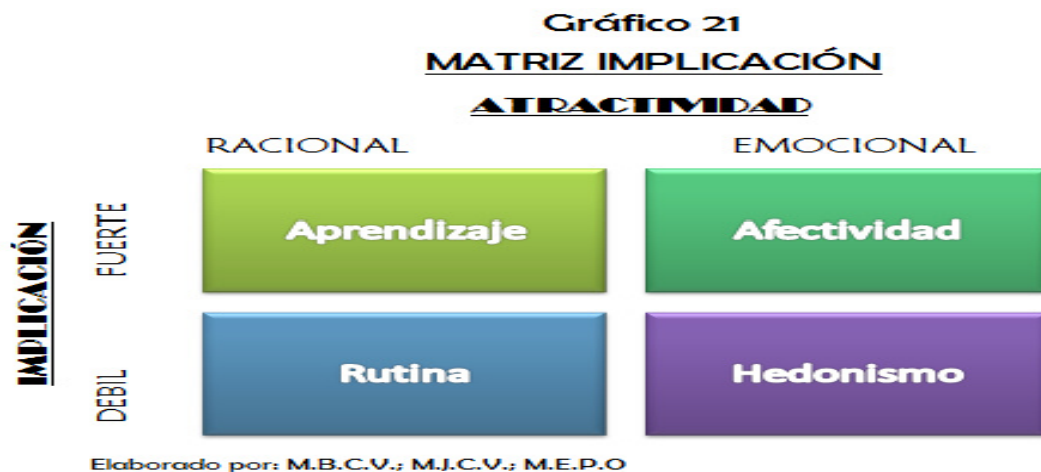 Gráfico 21
MATRIZ IMPLICACIÓN
ATRACTIVIDAD
RACIONAL EMOCIONAL
IMPLICACIÓN
FUERTE
Aprendizaje Afectividad
DEBIL
Rutina Hedonismo
Elaborado por: M.B.C.V.; M.J.C.V.; M.E.P.O